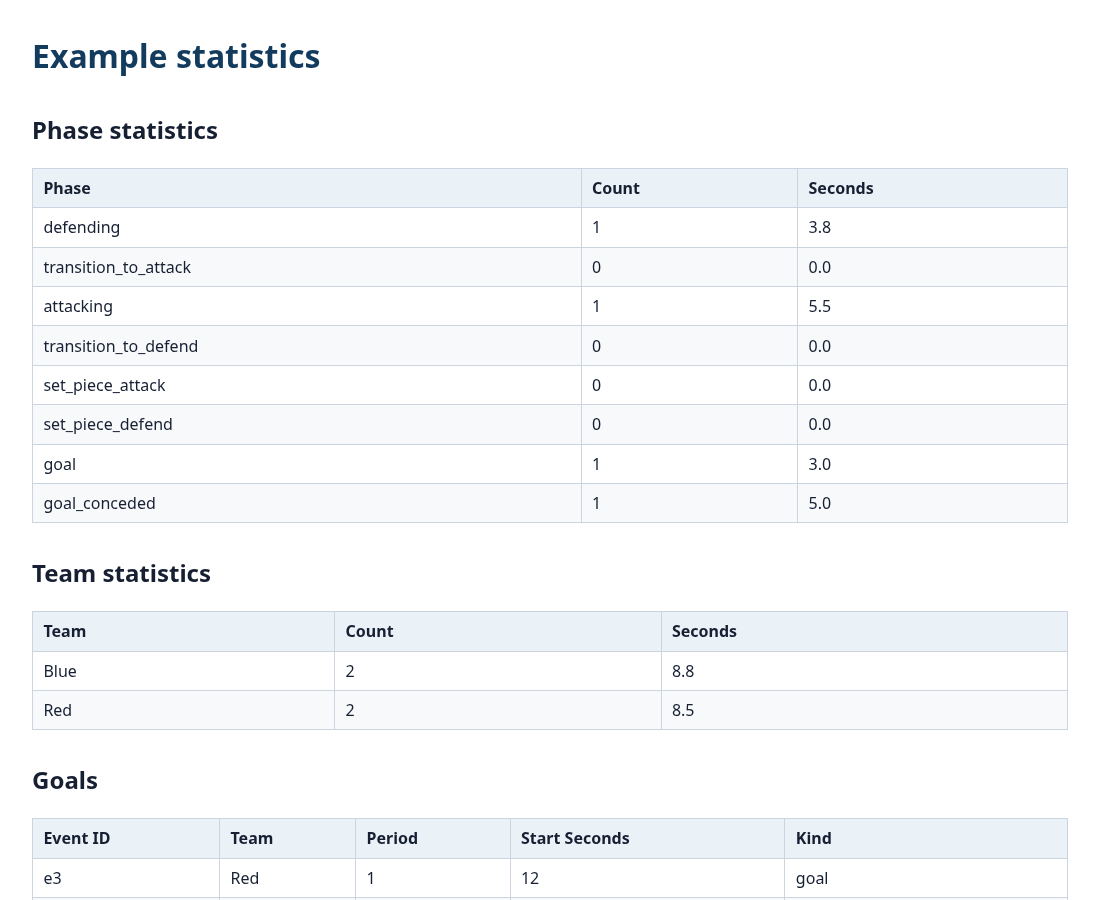 Example statistics
Phase statistics
Phase Count Seconds
defending 1 3.8
transition_to_attack 0 0.0
attacking 1 5.5
transition_to_defend 0 0.0
set_piece_attack 0 0.0
set_piece_defend 0 0.0
goal 1 3.0
goal_conceded 1 5.0
Team statistics
Team Count Seconds
Blue 2 8.8
Red 2 8.5
Goals
Event ID Team Period Start Seconds Kind
e3 Red 1 12 goal